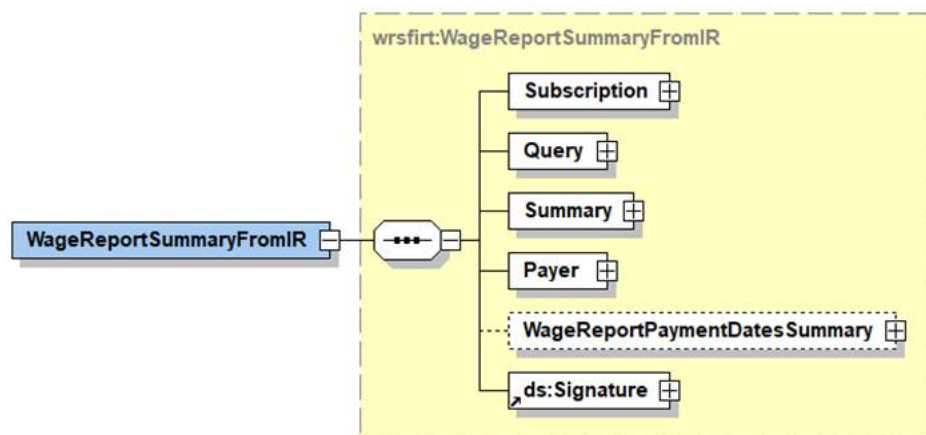 wrsfirt:WageReportSummaryFromIR
Subscription
Query
Summary
WageReportSummaryFromIR
Payer
WageReportPaymentDatesSummary
ds:Signature